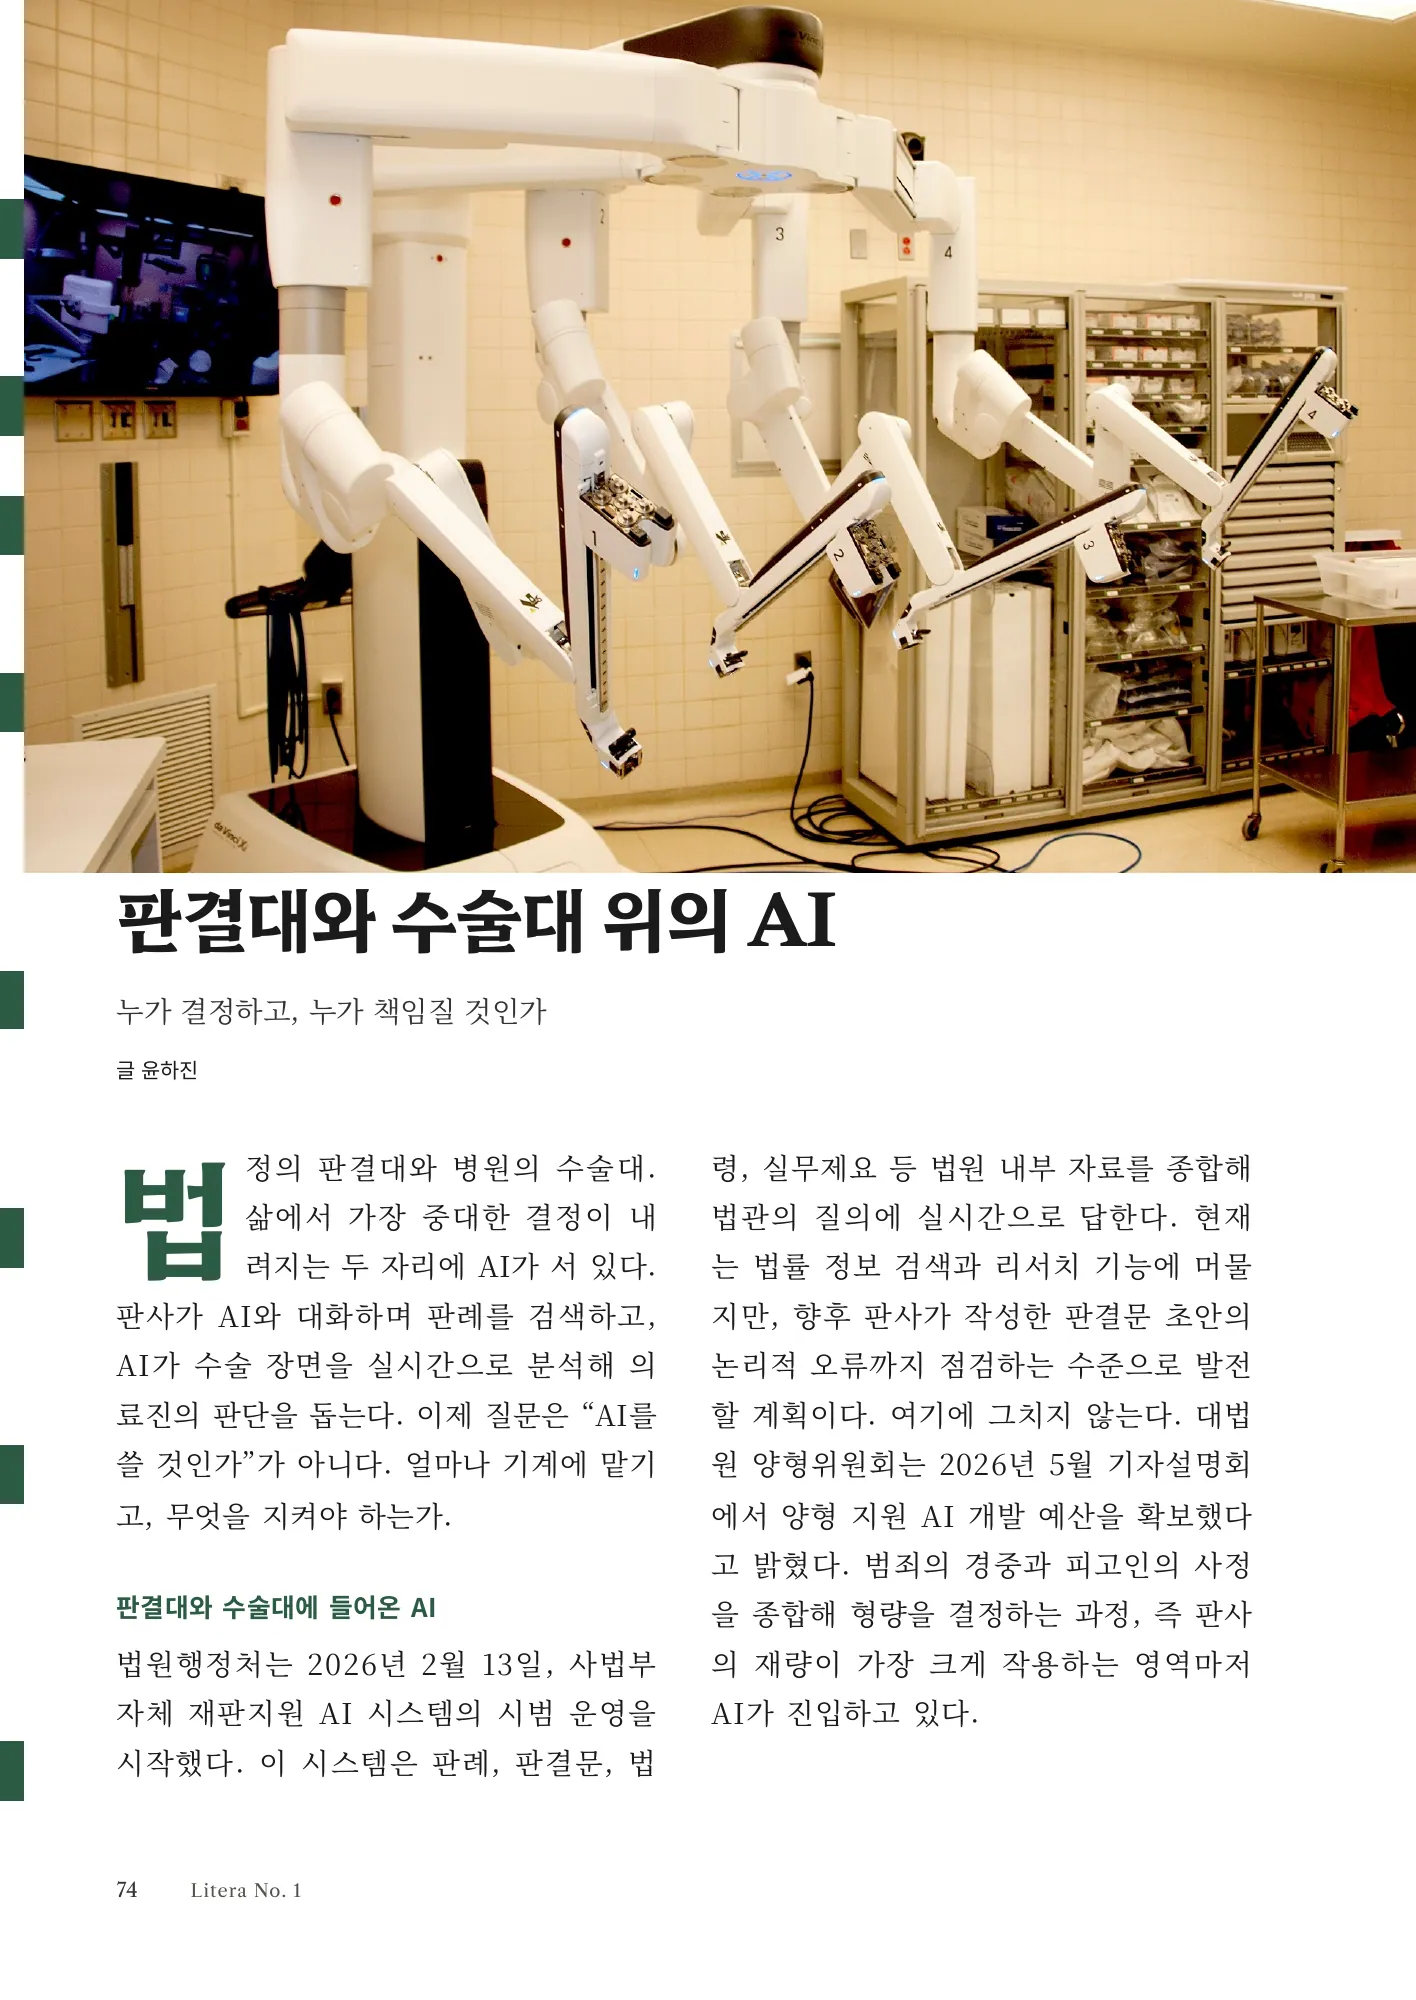 da Vinci
2
3
4
1
2
3
4
da Vinci Xi
판결대와 수술대 위의 AI
누가 결정하고, 누가 책임질 것인가
글 윤하진
법정의 판결대와 병원의 수술대.
삶에서 가장 중대한 결정이 내
려지는 두 자리에 AI가 서 있다.
판사가 AI와 대화하며 판례를 검색하고,
AI가 수술 장면을 실시간으로 분석해 의
료진의 판단을 돕는다. 이제 질문은 “AI를
쓸 것인가”가 아니다. 얼마나 기계에 맡기
고, 무엇을 지켜야 하는가.
판결대와 수술대에 들어온 AI
법원행정처는 2026년 2월 13일, 사법부
자체 재판지원 AI 시스템의 시범 운영을
시작했다. 이 시스템은 판례, 판결문, 법
령, 실무제요 등 법원 내부 자료를 종합해
법관의 질의에 실시간으로 답한다. 현재
는 법률 정보 검색과 리서치 기능에 머물
지만, 향후 판사가 작성한 판결문 초안의
논리적 오류까지 점검하는 수준으로 발전
할 계획이다. 여기에 그치지 않는다. 대법
원 양형위원회는 2026년 5월 기자설명회
에서 양형 지원 AI 개발 예산을 확보했다
고 밝혔다. 범죄의 경중과 피고인의 사정
을 종합해 형량을 결정하는 과정, 즉 판사
의 재량이 가장 크게 작용하는 영역마저
AI가 진입하고 있다.
74 Litera No. 1